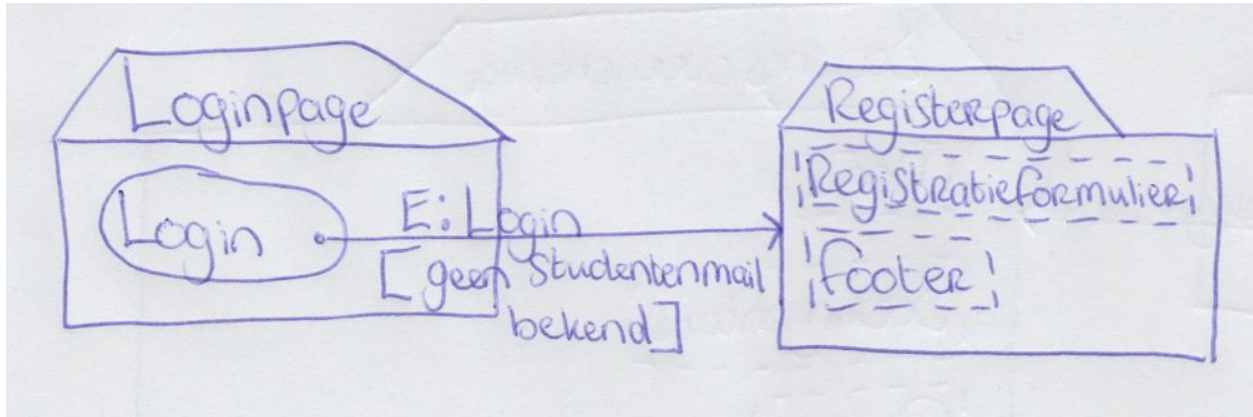 Loginpage
Login
E: Login
[geen Studentenmail
bekend]
Registerpage
Registratieformulier
footer